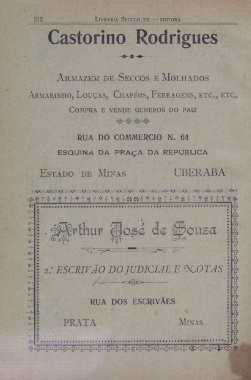 212 LIVRARIA SECULO XX — EDITORA
Castorino Rodrigues
ARMAZEM DE SECCOS E MOLHADOS
ARMARINHO, LOUÇAS, CHAPÉOS, FERRAGENS, ETC., ETC.
COMPRA E VENDE GENEROS DO PAIZ
RUA DO COMMERCIO N. 64
ESQUINA DA PRAÇA DA REPUBLICA
ESTADO DE MINAS UBERABA
Arthur José de Souza
2.º ESCRIVÃO DO JUDICIAL E NOTAS
RUA DOS ESCRIVÃES
PRATA MINAS